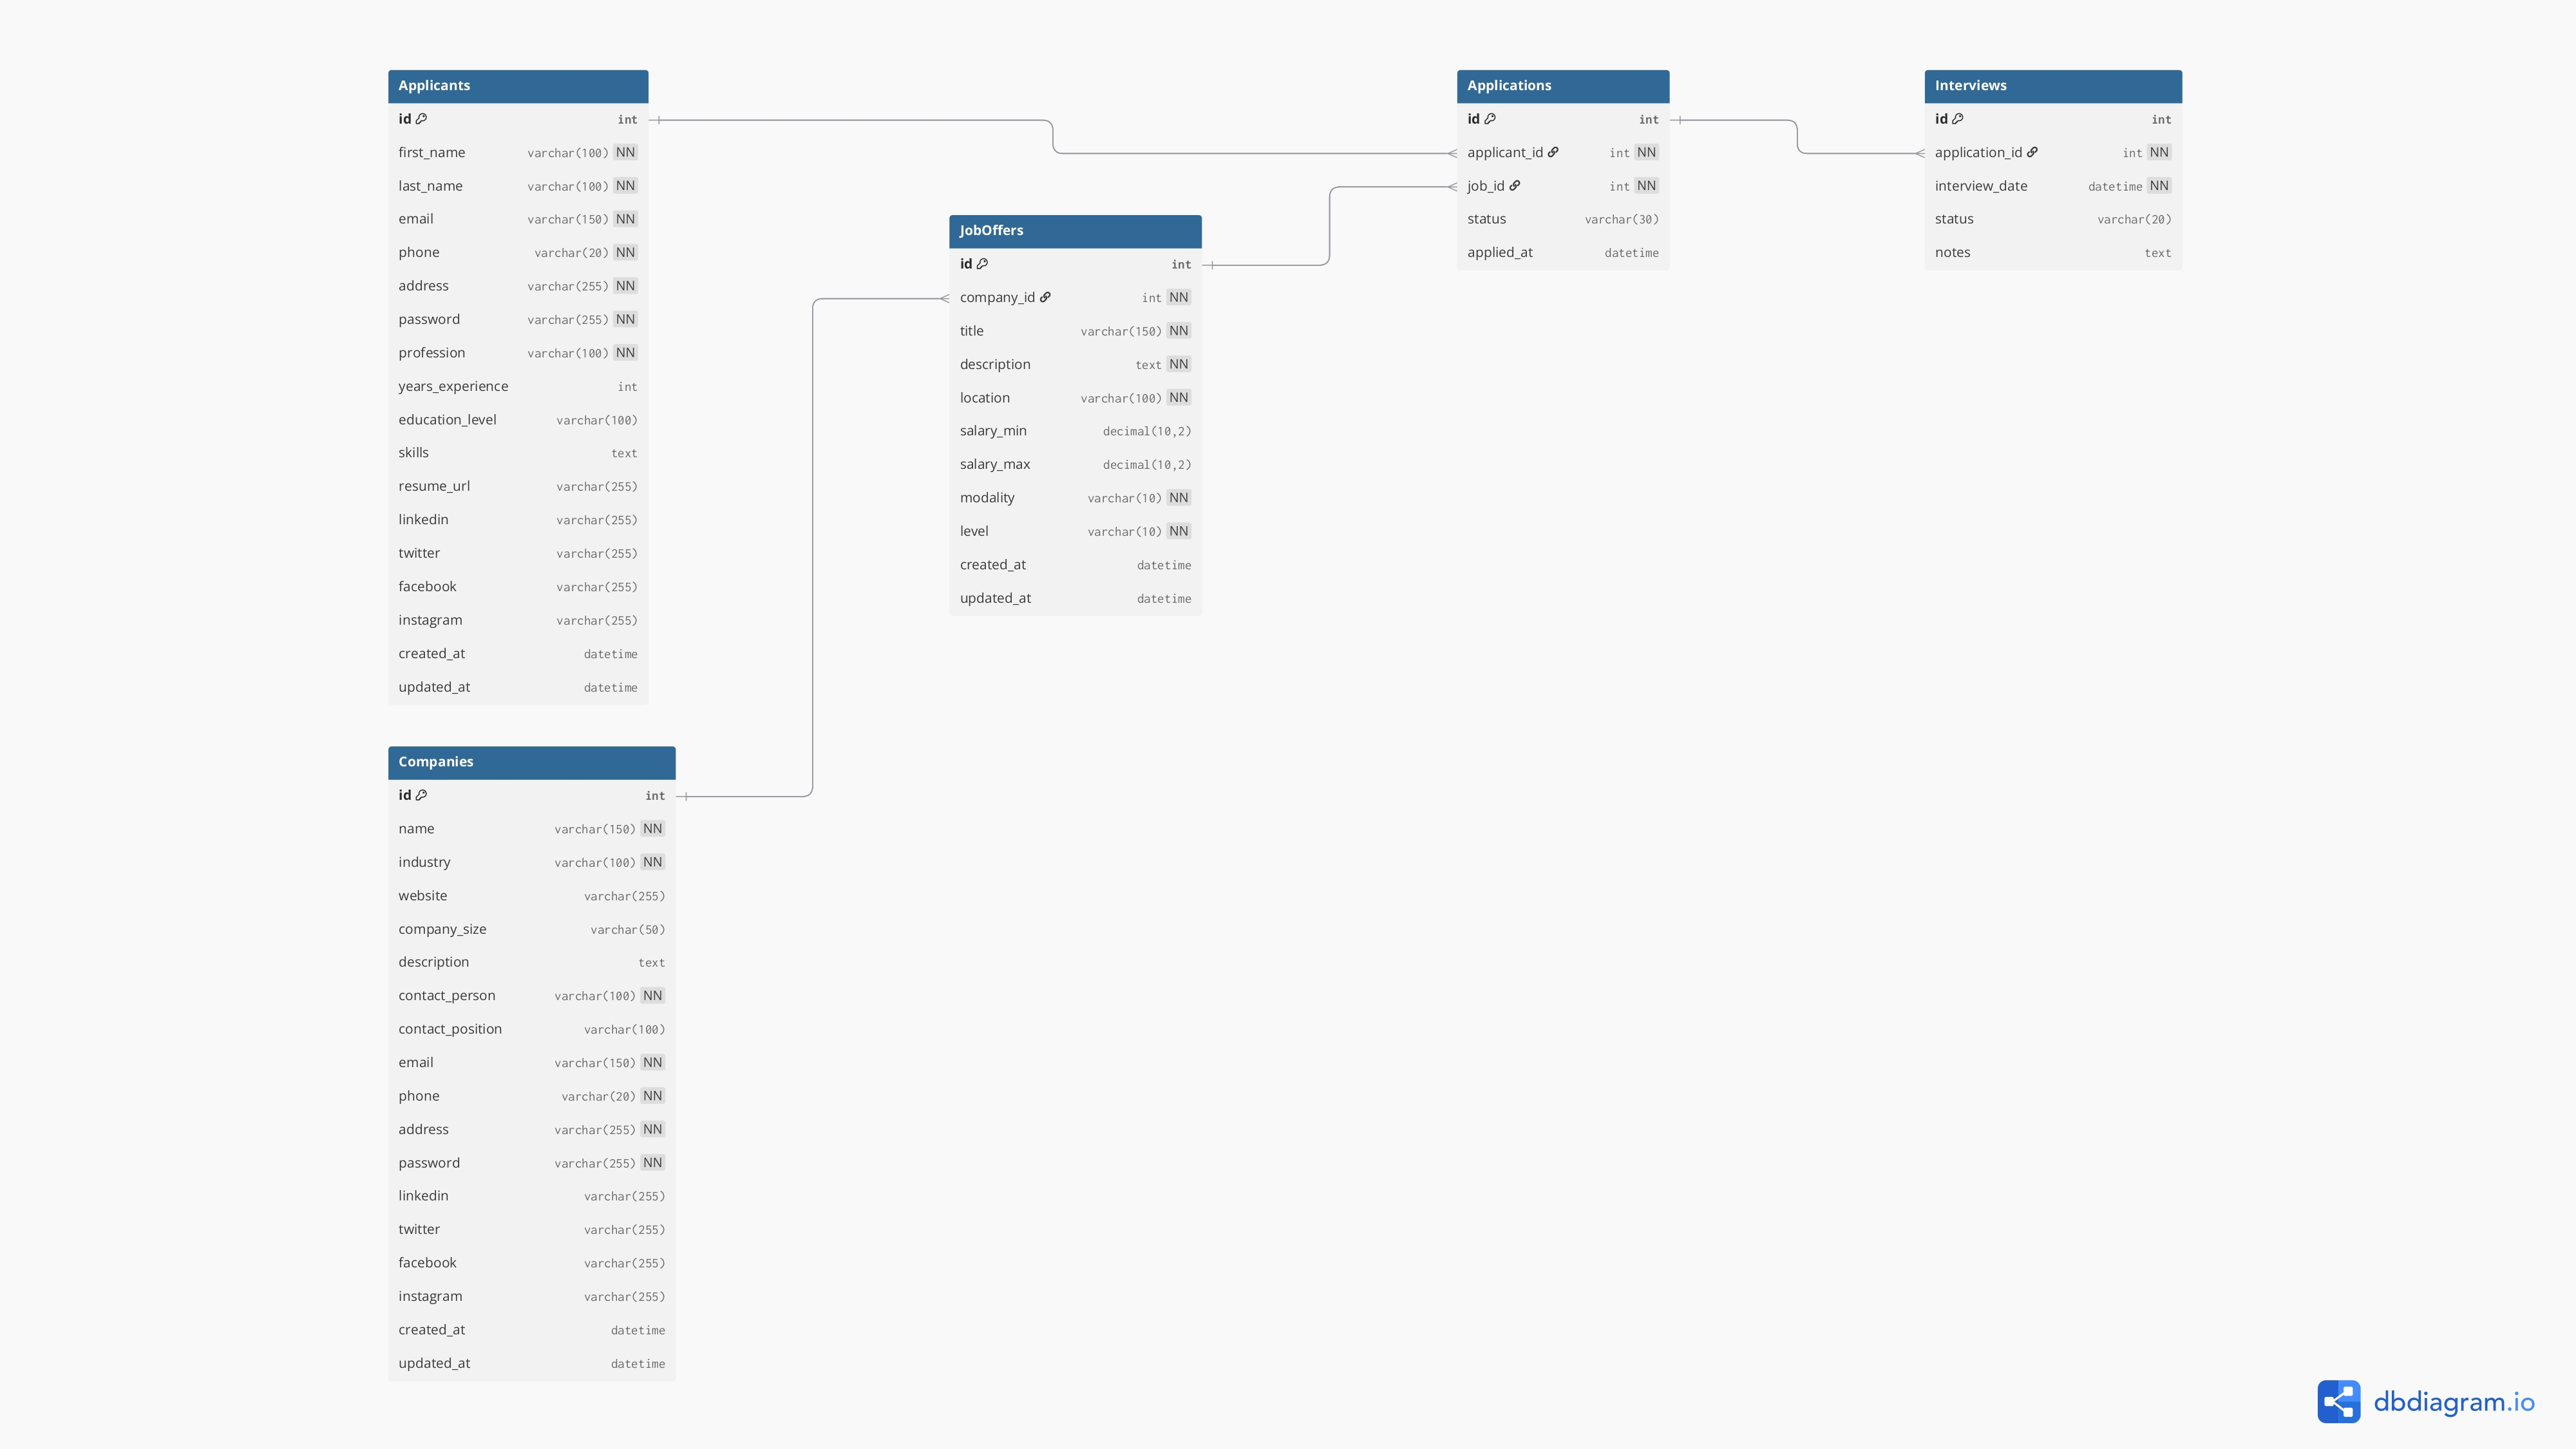 Applicants
id int
first_name varchar(100) NN
last_name varchar(100) NN
email varchar(150) NN
phone varchar(20) NN
address varchar(255) NN
password varchar(255) NN
profession varchar(100) NN
years_experience int
education_level varchar(100)
skills text
resume_url varchar(255)
linkedin varchar(255)
twitter varchar(255)
facebook varchar(255)
instagram varchar(255)
created_at datetime
updated_at datetime
Companies
id int
name varchar(150) NN
industry varchar(100) NN
website varchar(255)
company_size varchar(50)
description text
contact_person varchar(100) NN
contact_position varchar(100)
email varchar(150) NN
phone varchar(20) NN
address varchar(255) NN
password varchar(255) NN
linkedin varchar(255)
twitter varchar(255)
facebook varchar(255)
instagram varchar(255)
created_at datetime
updated_at datetime
JobOffers
id int
company_id int NN
title varchar(150) NN
description text NN
location varchar(100) NN
salary_min decimal(10,2)
salary_max decimal(10,2)
modality varchar(10) NN
level varchar(10) NN
created_at datetime
updated_at datetime
Applications
id int
applicant_id int NN
job_id int NN
status varchar(30)
applied_at datetime
Interviews
id int
application_id int NN
interview_date datetime NN
status varchar(20)
notes text
dbdiagram.io